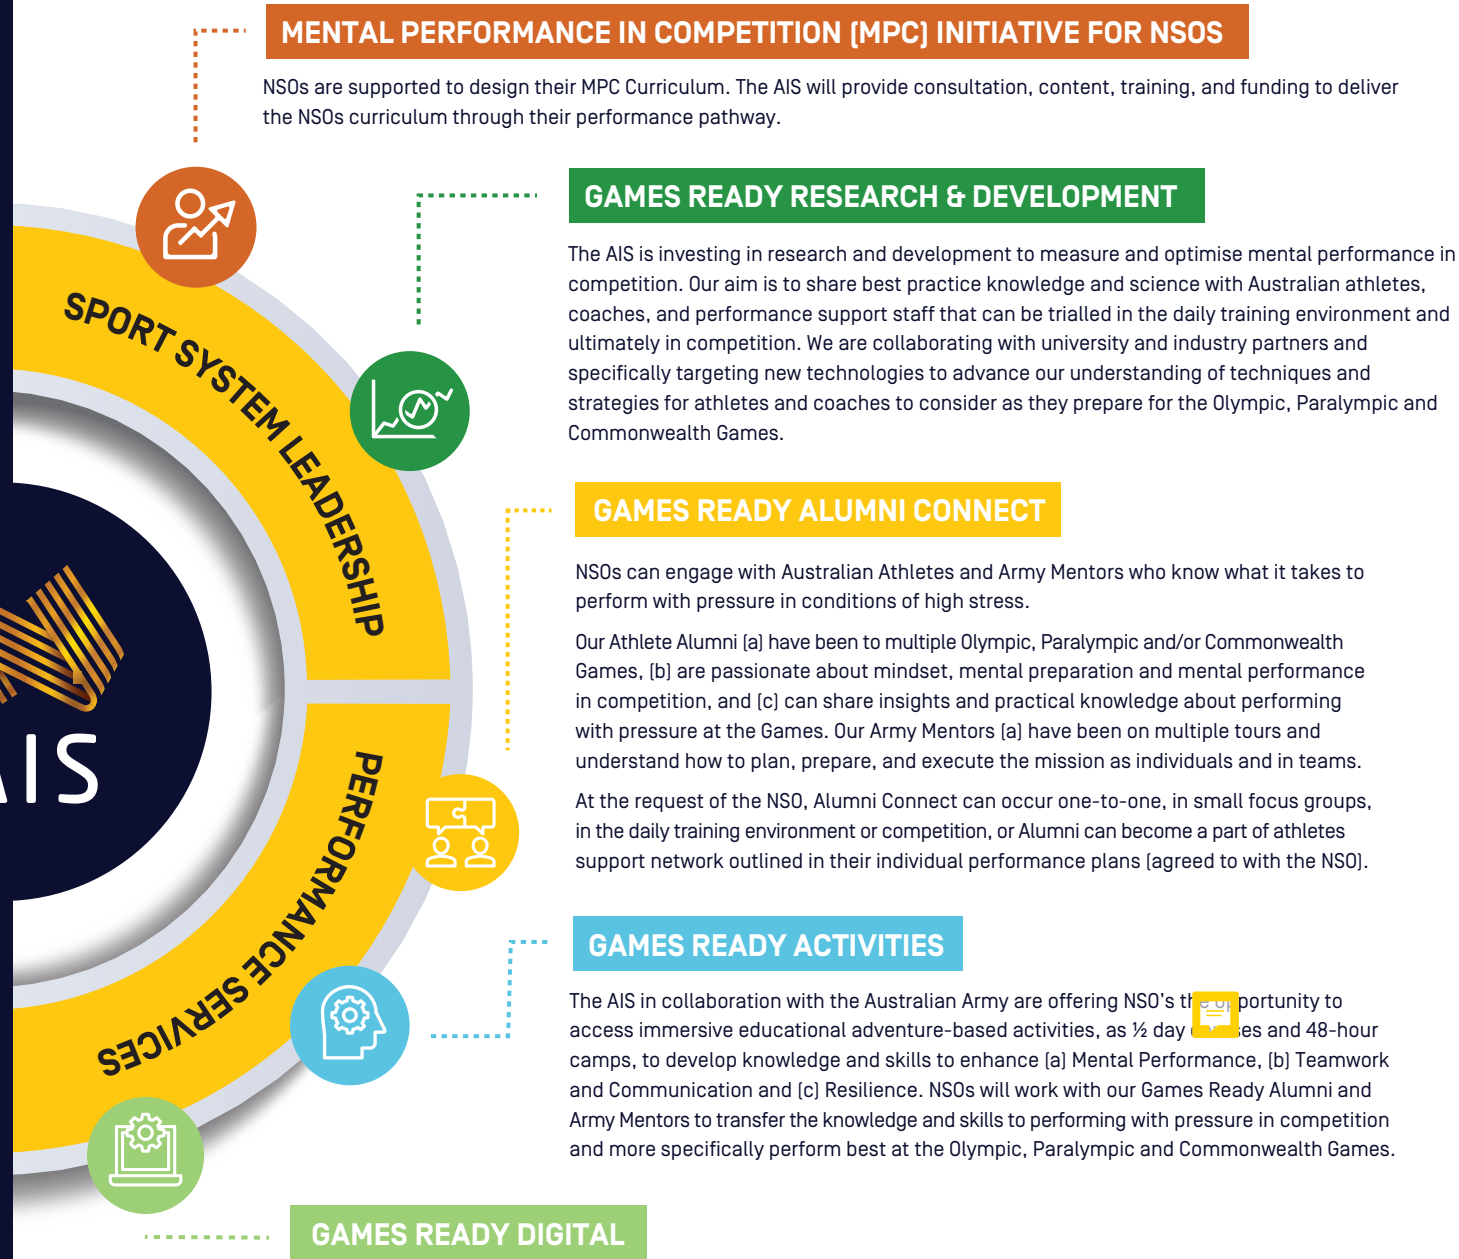 MENTAL PERFORMANCE IN COMPETITION (MPC) INITIATIVE FOR NSOS
NSOs are supported to design their MPC Curriculum. The AIS will provide consultation, content, training, and funding to deliver
the NSOs curriculum through their performance pathway.
GAMES READY RESEARCH & DEVELOPMENT
The AIS is investing in research and development to measure and optimise mental performance in
competition. Our aim is to share best practice knowledge and science with Australian athletes,
coaches, and performance support staff that can be trialled in the daily training environment and
ultimately in competition. We are collaborating with university and industry partners and
specifically targeting new technologies to advance our understanding of techniques and
strategies for athletes and coaches to consider as they prepare for the Olympic, Paralympic and
Commonwealth Games.
SPORT SYSTEM LEADERSHIP
GAMES READY ALUMNI CONNECT
NSOs can engage with Australian Athletes and Army Mentors who know what it takes to
perform with pressure in conditions of high stress.
Our Athlete Alumni (a) have been to multiple Olympic, Paralympic and/or Commonwealth
Games, (b) are passionate about mindset, mental preparation and mental performance
in competition, and (c) can share insights and practical knowledge about performing
with pressure at the Games. Our Army Mentors (a) have been on multiple tours and
understand how to plan, prepare, and execute the mission as individuals and in teams.
At the request of the NSO, Alumni Connect can occur one-to-one, in small focus groups,
in the daily training environment or competition, or Alumni can become a part of athletes
support network outlined in their individual performance plans (agreed to with the NSO).
AIS
PERFORMANCE SERVICES
GAMES READY ACTIVITIES
The AIS in collaboration with the Australian Army are offering NSO's the opportunity to
access immersive educational adventure-based activities, as ½ day and 48-hour
camps, to develop knowledge and skills to enhance (a) Mental Performance, (b) Teamwork
and Communication and (c) Resilience. NSOs will work with our Games Ready Alumni and
Army Mentors to transfer the knowledge and skills to performing with pressure in competition
and more specifically perform best at the Olympic, Paralympic and Commonwealth Games.
GAMES READY DIGITAL